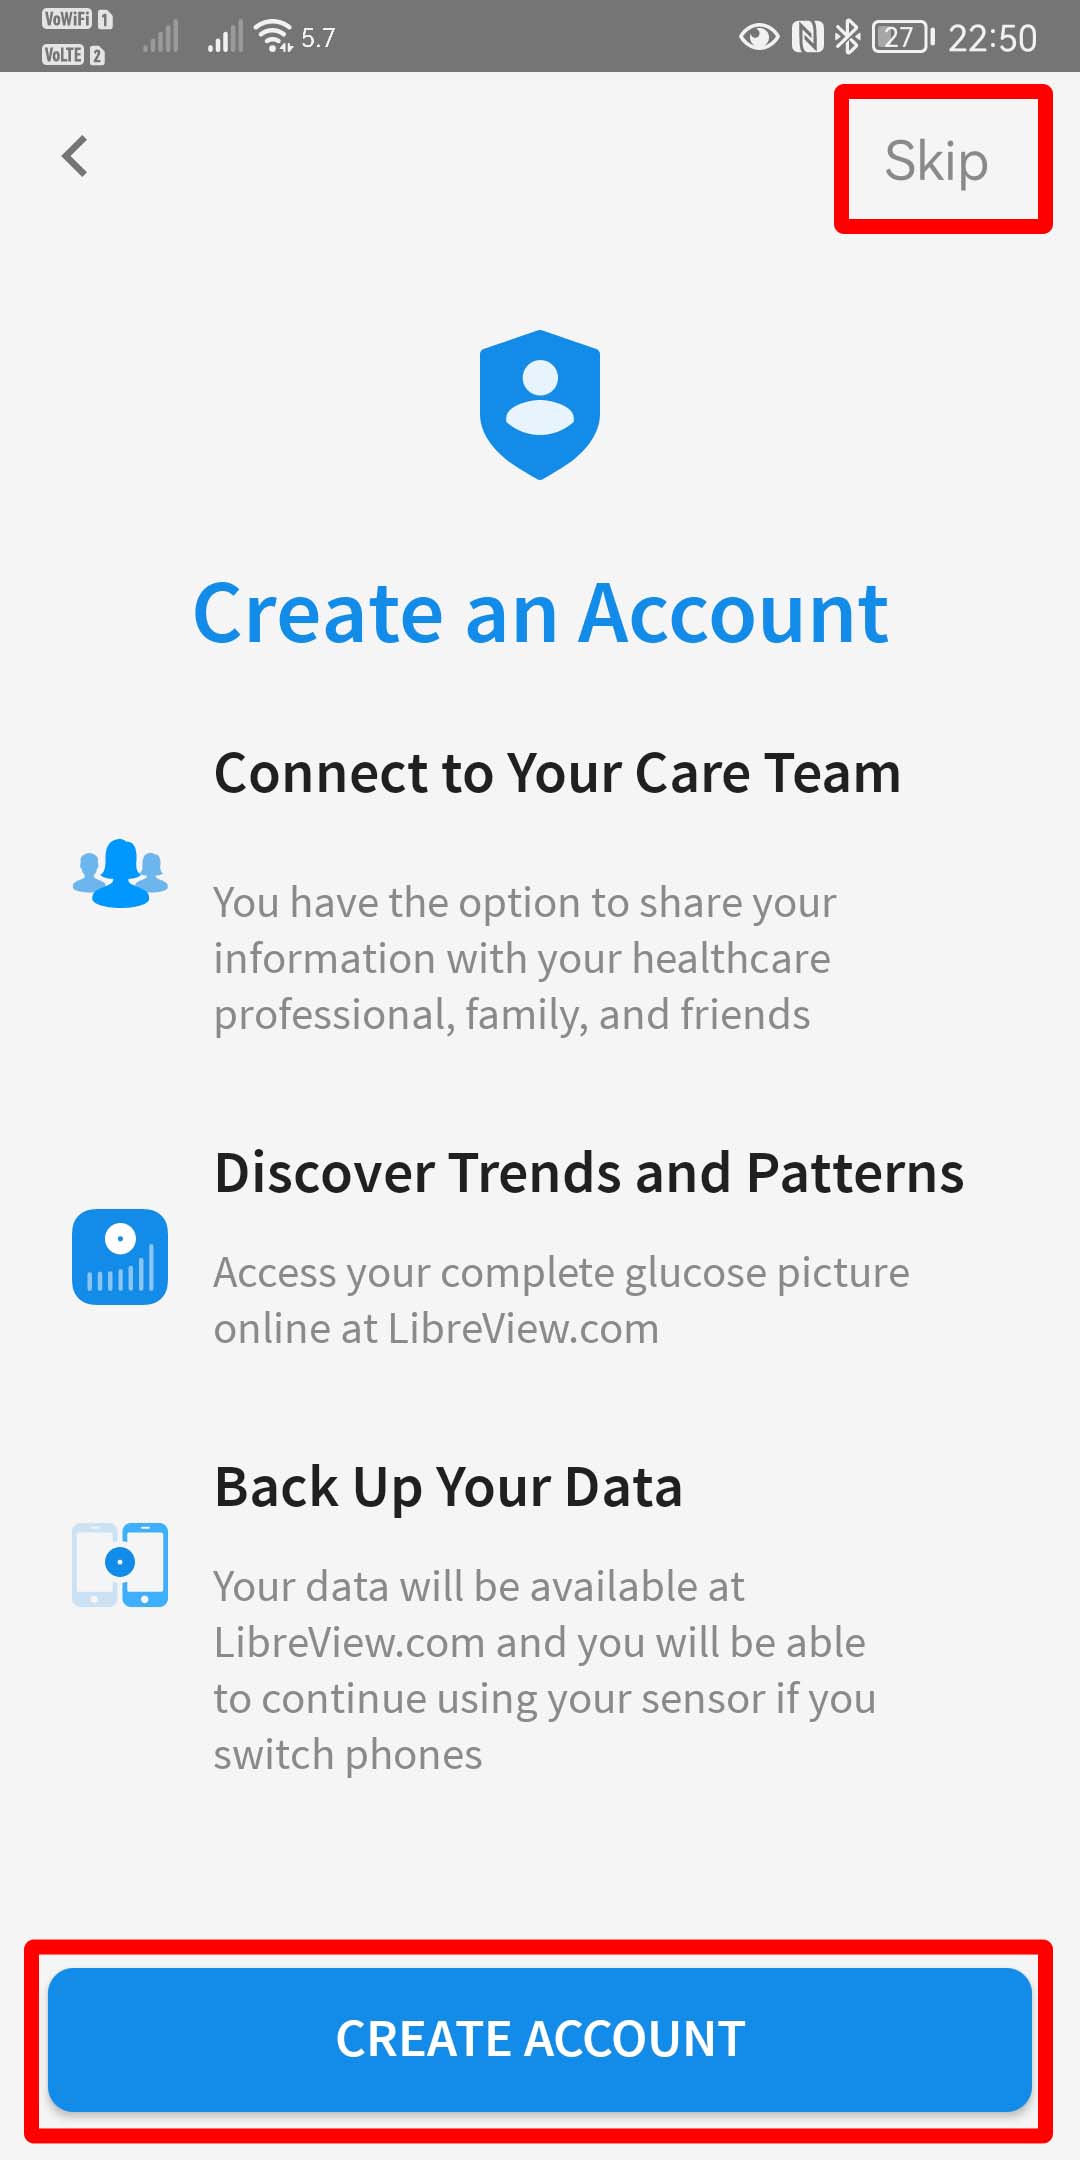 VoWiFi 1
VoLTE 2
5.7
27
22:50
Skip
Create an Account
Connect to Your Care Team
You have the option to share your
information with your healthcare
professional, family, and friends
Discover Trends and Patterns
Access your complete glucose picture
online at LibreView.com
Back Up Your Data
Your data will be available at
LibreView.com and you will be able
to continue using your sensor if you
switch phones
CREATE ACCOUNT